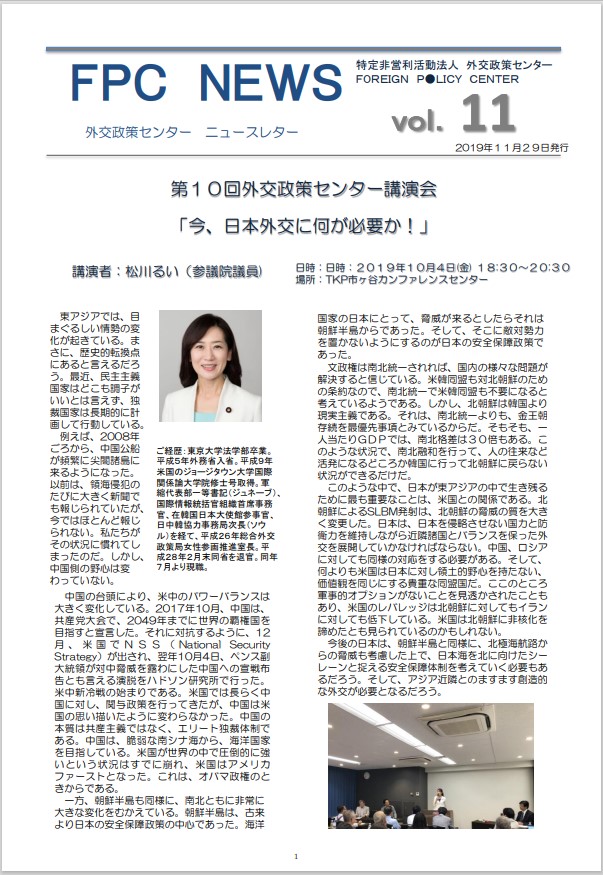 FPC NEWS
特定非営利活動法人 外交政策センター
FOREIGN P●LICY CENTER
vol. 11
外交政策センター ニュースレター
2019年11月29日発行
第10回外交政策センター講演会
「今、日本外交に何が必要か！」
講演者：松川るい（参議院議員)
日時：日時：2019年10月4日(金) 18:30～20:30
場所：TKP市ヶ谷カンファレンスセンター
東アジアでは、目
まぐるしい情勢の変
化が起きている。ま
さに、歴史的転換点
にあると言えるだろ
う。最近、民主主義
国家はどこも調子が
いいとは言えず、独
裁国家は長期的に計
画して行動している。
例えば、2008年
ごろから、中国公船
が頻繁に尖閣諸島に
来るようになった。
以前は、領海侵犯の
たびに大きく新聞で
も報じられていたが、
今ではほとんど報じ
られない。私たちが
その状況に慣れてし
まったのだ。しかし、
中国側の野心は変
わっていない。
ご経歴：東京大学法学部卒業。
平成5年外務省入省。平成9年
米国のジョージタウン大学国際
関係論大学院修士号取得。軍
縮代表部一等書記(ジュネーブ)、
国際情報統括官組織首席事務
官、在韓国日本大使館参事官、
日中韓協力事務局次長(ソウ
ル)を経て、平成26年総合外交
政策局女性参画推進室長。平
成28年2月末同省を退官。同年
7月より現職。
中国の台頭により、米中のパワーバランスは
大きく変化している。2017年10月、中国は、
共産党大会で、2049年までに世界の覇権国を
目指すと宣言した。それに対抗するように、12
月、米国でNSS（National Security
Strategy）が出され、翌年10月4日、ペンス副
大統領が対中脅威を露わにした中国への宣戦布
告とも言える演説をハドソン研究所で行った。
米中新冷戦の始まりである。米国では長らく中
国に対し、関与政策を行ってきたが、中国は米
国の思い描いたように変わらなかった。中国の
本質は共産主義ではなく、エリート独裁体制で
ある。中国は、脆弱な南シナ海から、海洋国家
を目指している。米国が世界の中で圧倒的に強
いという状況はすでに崩れ、米国はアメリカ
ファーストとなった。これは、オバマ政権のと
きからである。
一方、朝鮮半島も同様に、南北ともに非常に
大きな変化をむかえている。朝鮮半島は、古来
より日本の安全保障政策の中心であった。海洋
国家の日本にとって、脅威が来るとしたらそれは
朝鮮半島からであった。そして、そこに敵対勢力
を置かないようにするのが日本の安全保障政策で
あった。
文政権は南北統一されれば、国内の様々な問題が
解決すると信じている。米韓同盟も対北朝鮮のため
の条約なので、南北統一で米韓同盟も不要になると
考えているようである。しかし、北朝鮮は韓国より
現実主義である。それは、南北統一よりも、金王朝
存続を最優先事項とみているからだ。そもそも、一
人当たりGDPでは、南北格差は30倍もある。こ
のような状況で、南北融和を行って、人の往来など
活発になるどころか韓国に行って北朝鮮に戻らない
状況ができるだけだ。
このような中で、日本が東アジアの中で生き残る
ために最も重要なことは、米国との関係である。北
朝鮮によるSLBM発射は、北朝鮮の脅威の質を大き
く変更した。日本は、日本を侵略させない国力と防
衛力を維持しながら近隣諸国とバランスを保った外
交を展開していかなければならない。中国、ロシア
に対しても同様の対応をする必要がある。そして、
何よりも米国は日本に対し領土的野心を持たない、
価値観を同じにする貴重な同盟国だ。ここのところ
軍事的オプションがないことを見透かされたことも
あり、米国のレバレッジは北朝鮮に対してもイラン
に対しても低下している。米国は北朝鮮に非核化を
諦めたとも見られているのかもしれない。
今後の日本は、朝鮮半島と同様に、北極海航路か
らの脅威も考慮した上で、日本海を北に向けたシー
レーンと捉える安全保障体制を考えていく必要もあ
るだろう。そして、アジア近隣とのますます創造的
な外交が必要となるだろう。
1